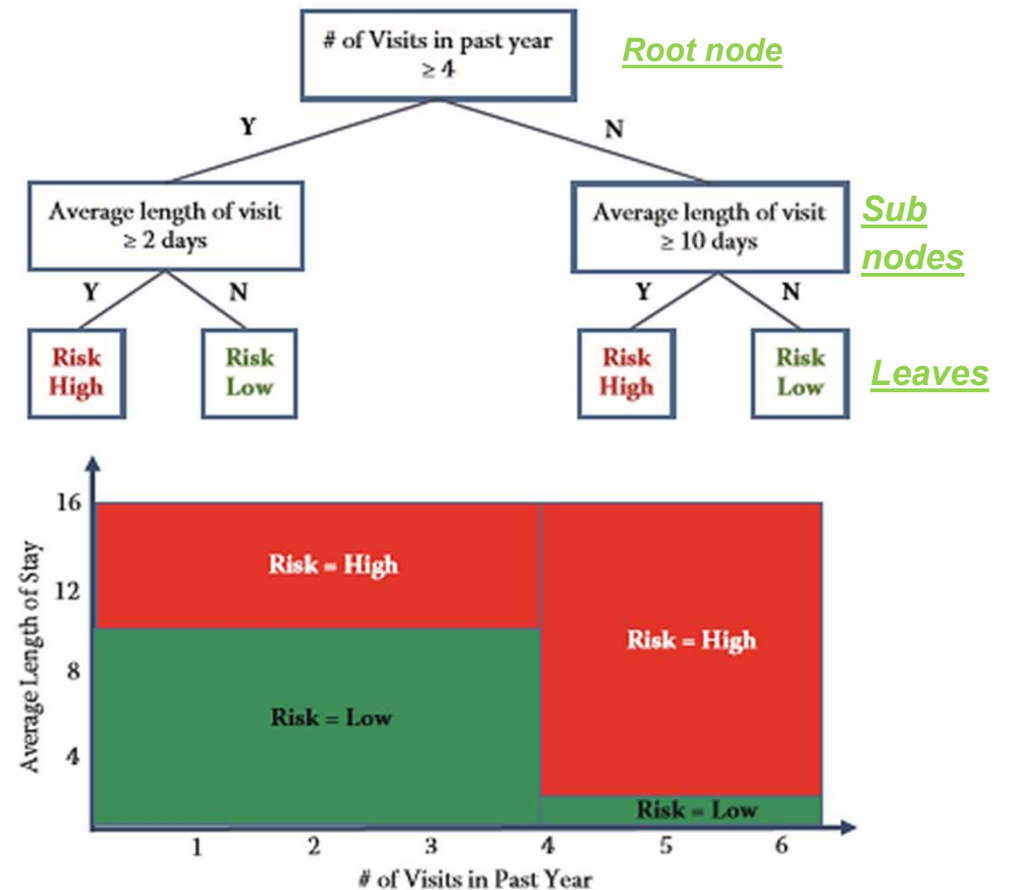 # of Visits in past year
≥ 4
Root node
Y
N
Average length of visit
≥ 2 days
Average length of visit
≥ 10 days
Sub
nodes
Y
N
Y
N
Risk
High
Risk
Low
Risk
High
Risk
Low
Leaves
16
12
8
4
Average Length of Stay
Risk = High
Risk = High
Risk = Low
Risk = Low
1
2
3
4
5
6
# of Visits in Past Year